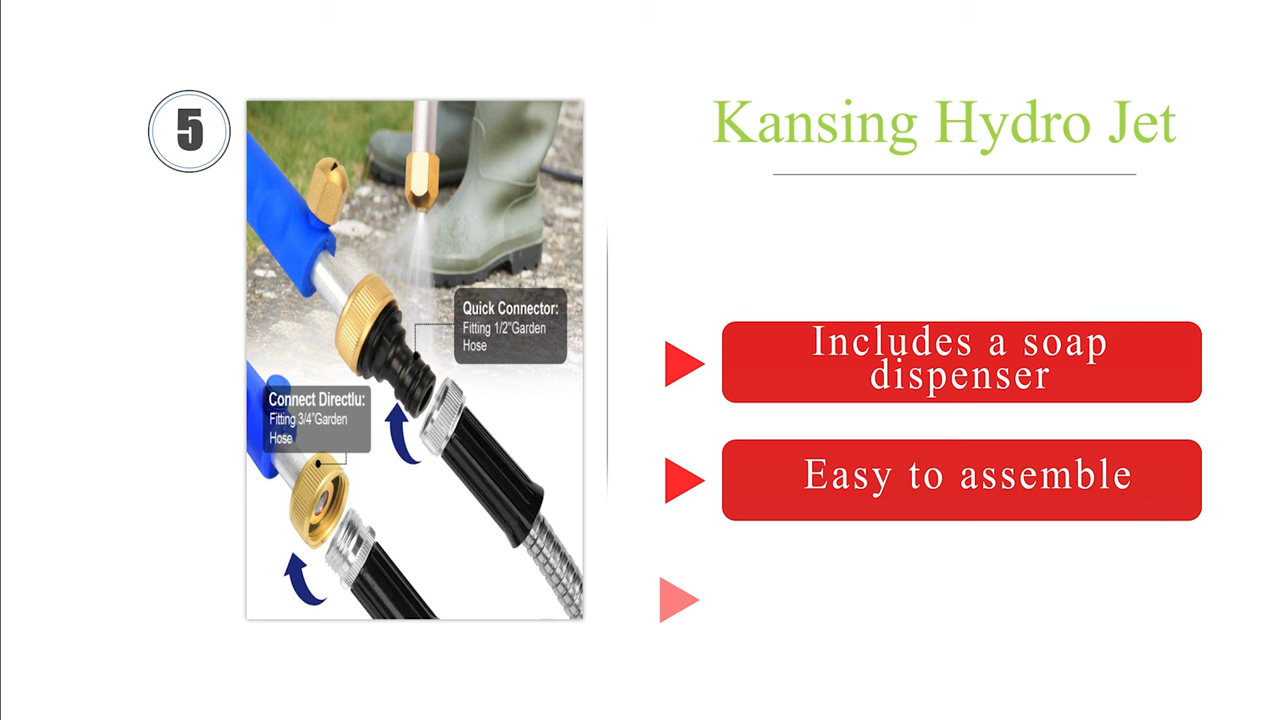 5
Kansing Hydro Jet
Quick Connector:
Fitting 1/2"Garden
Hose
Connect Directlu:
Fitting 3/4"Garden
Hose
Includes a soap
dispenser
Easy to assemble